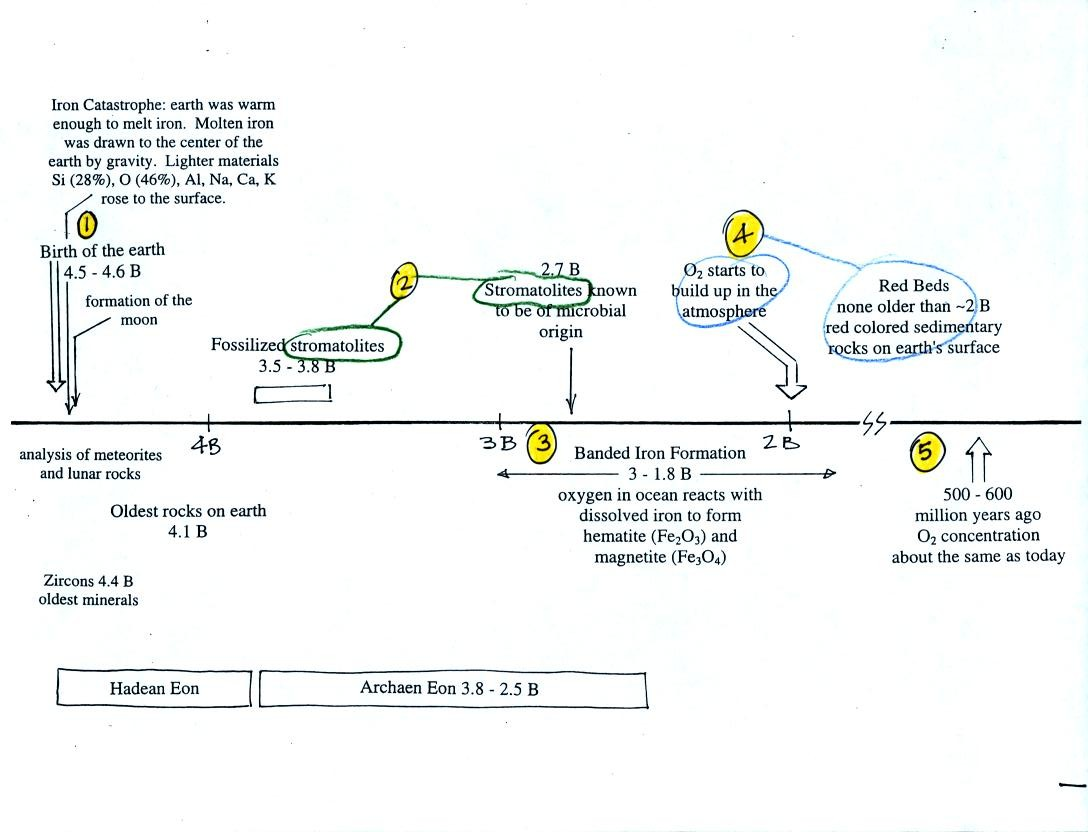 Iron Catastrophe: earth was warm
enough to melt iron. Molten iron
was drawn to the center of the
earth by gravity. Lighter materials
Si (28%), O (46%), Al, Na, Ca, K
rose to the surface.
1
Birth of the earth
4.5 - 4.6 B
formation of the
moon
2
Fossilized stromatolites
3.5 - 3.8 B
2.7 B
Stromatolites known
to be of microbial
origin
4
O₂ starts to
build up in the
atmosphere
Red Beds
none older than ~2 B
red colored sedimentary
rocks on earth's surface
4B
3B
2B
analysis of meteorites
and lunar rocks
Oldest rocks on earth
4.1 B
Zircons 4.4 B
oldest minerals
3
Banded Iron Formation
3 - 1.8 B
oxygen in ocean reacts with
dissolved iron to form
hematite (Fe₂O₃) and
magnetite (Fe₃O₄)
5
500 - 600
million years ago
O₂ concentration
about the same as today
Hadean Eon
Archaen Eon 3.8 - 2.5 B